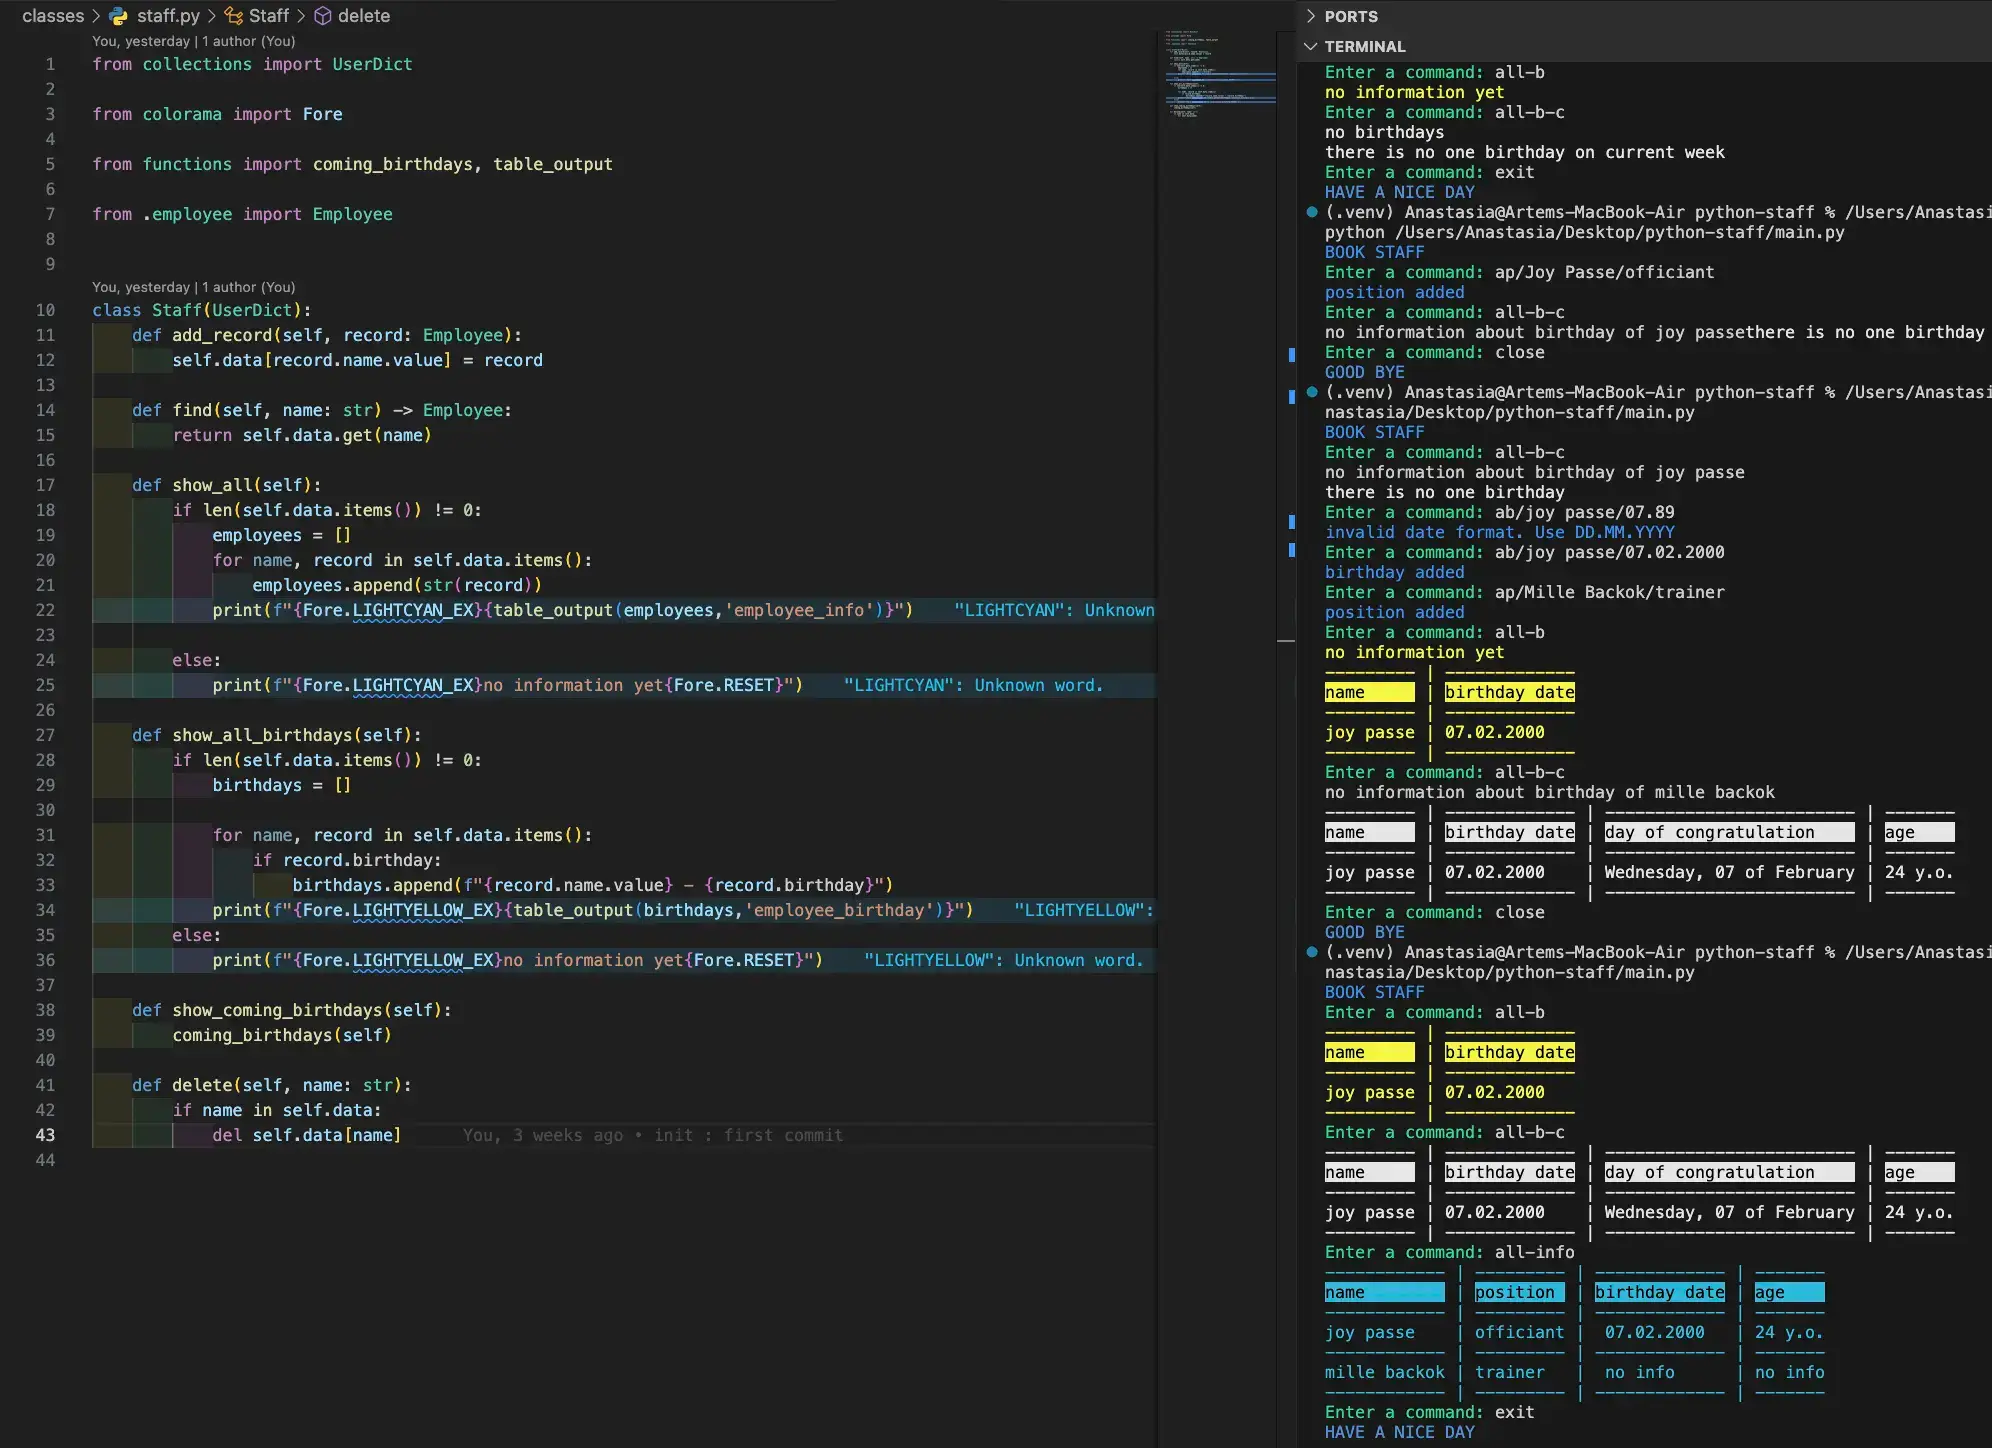 classes > staff.py > Staff > delete
You, yesterday | 1 author (You)
1 from collections import UserDict
2
3 from colorama import Fore
4
5 from functions import coming_birthdays, table_output
6
7 from .employee import Employee
8
9
You, yesterday | 1 author (You)
10 class Staff(UserDict):
11 def add_record(self, record: Employee):
12 self.data[record.name.value] = record
13
14 def find(self, name: str) -> Employee:
15 return self.data.get(name)
16
17 def show_all(self):
18 if len(self.data.items()) != 0:
19 employees = []
20 for name, record in self.data.items():
21 employees.append(str(record))
22 print(f"{Fore.LIGHTCYAN_EX}{table_output(employees,'employee_info')}") "LIGHTCYAN": Unknown
23
24 else:
25 print(f"{Fore.LIGHTCYAN_EX}no information yet{Fore.RESET}") "LIGHTCYAN": Unknown word.
26
27 def show_all_birthdays(self):
28 if len(self.data.items()) != 0:
29 birthdays = []
30
31 for name, record in self.data.items():
32 if record.birthday:
33 birthdays.append(f"{record.name.value} - {record.birthday}")
34 print(f"{Fore.LIGHTYELLOW_EX}{table_output(birthdays,'employee_birthday')}") "LIGHTYELLOW":
35 else:
36 print(f"{Fore.LIGHTYELLOW_EX}no information yet{Fore.RESET}") "LIGHTYELLOW": Unknown word.
37
38 def show_coming_birthdays(self):
39 coming_birthdays(self)
40
41 def delete(self, name: str):
42 if name in self.data:
43 del self.data[name] You, 3 weeks ago • init : first commit
44
PORTS
TERMINAL
Enter a command: all-b
no information yet
Enter a command: all-b-c
no birthdays
there is no one birthday on current week
Enter a command: exit
HAVE A NICE DAY
(.venv) Anastasia@Artems-MacBook-Air python-staff % /Users/Anastasi
python /Users/Anastasia/Desktop/python-staff/main.py
BOOK STAFF
Enter a command: ap/Joy Passe/officiant
position added
Enter a command: all-b-c
no information about birthday of joy passethere is no one birthday
Enter a command: close
GOOD BYE
(.venv) Anastasia@Artems-MacBook-Air python-staff % /Users/Anastasi
nastasia/Desktop/python-staff/main.py
BOOK STAFF
Enter a command: all-b-c
no information about birthday of joy passe
there is no one birthday
Enter a command: ab/joy passe/07.89
invalid date format. Use DD.MM.YYYY
Enter a command: ab/joy passe/07.02.2000
birthday added
Enter a command: ap/Mille Backok/trainer
position added
Enter a command: all-b
no information yet
--------- | -------------
name | birthday date
--------- | -------------
joy passe | 07.02.2000
--------- | -------------
Enter a command: all-b-c
no information about birthday of mille backok
--------- | ------------- | ------------------------- | -------
name | birthday date | day of congratulation | age
--------- | ------------- | ------------------------- | -------
joy passe | 07.02.2000 | Wednesday, 07 of February | 24 y.o.
--------- | ------------- | ------------------------- | -------
Enter a command: close
GOOD BYE
(.venv) Anastasia@Artems-MacBook-Air python-staff % /Users/Anastasi
nastasia/Desktop/python-staff/main.py
BOOK STAFF
Enter a command: all-b
--------- | -------------
name | birthday date
--------- | -------------
joy passe | 07.02.2000
--------- | -------------
Enter a command: all-b-c
--------- | ------------- | ------------------------- | -------
name | birthday date | day of congratulation | age
--------- | ------------- | ------------------------- | -------
joy passe | 07.02.2000 | Wednesday, 07 of February | 24 y.o.
--------- | ------------- | ------------------------- | -------
Enter a command: all-info
------------ | --------- | ------------- | -------
name | position | birthday date | age
------------ | --------- | ------------- | -------
joy passe | officiant | 07.02.2000 | 24 y.o.
------------ | --------- | ------------- | -------
mille backok | trainer | no info | no info
------------ | --------- | ------------- | -------
Enter a command: exit
HAVE A NICE DAY